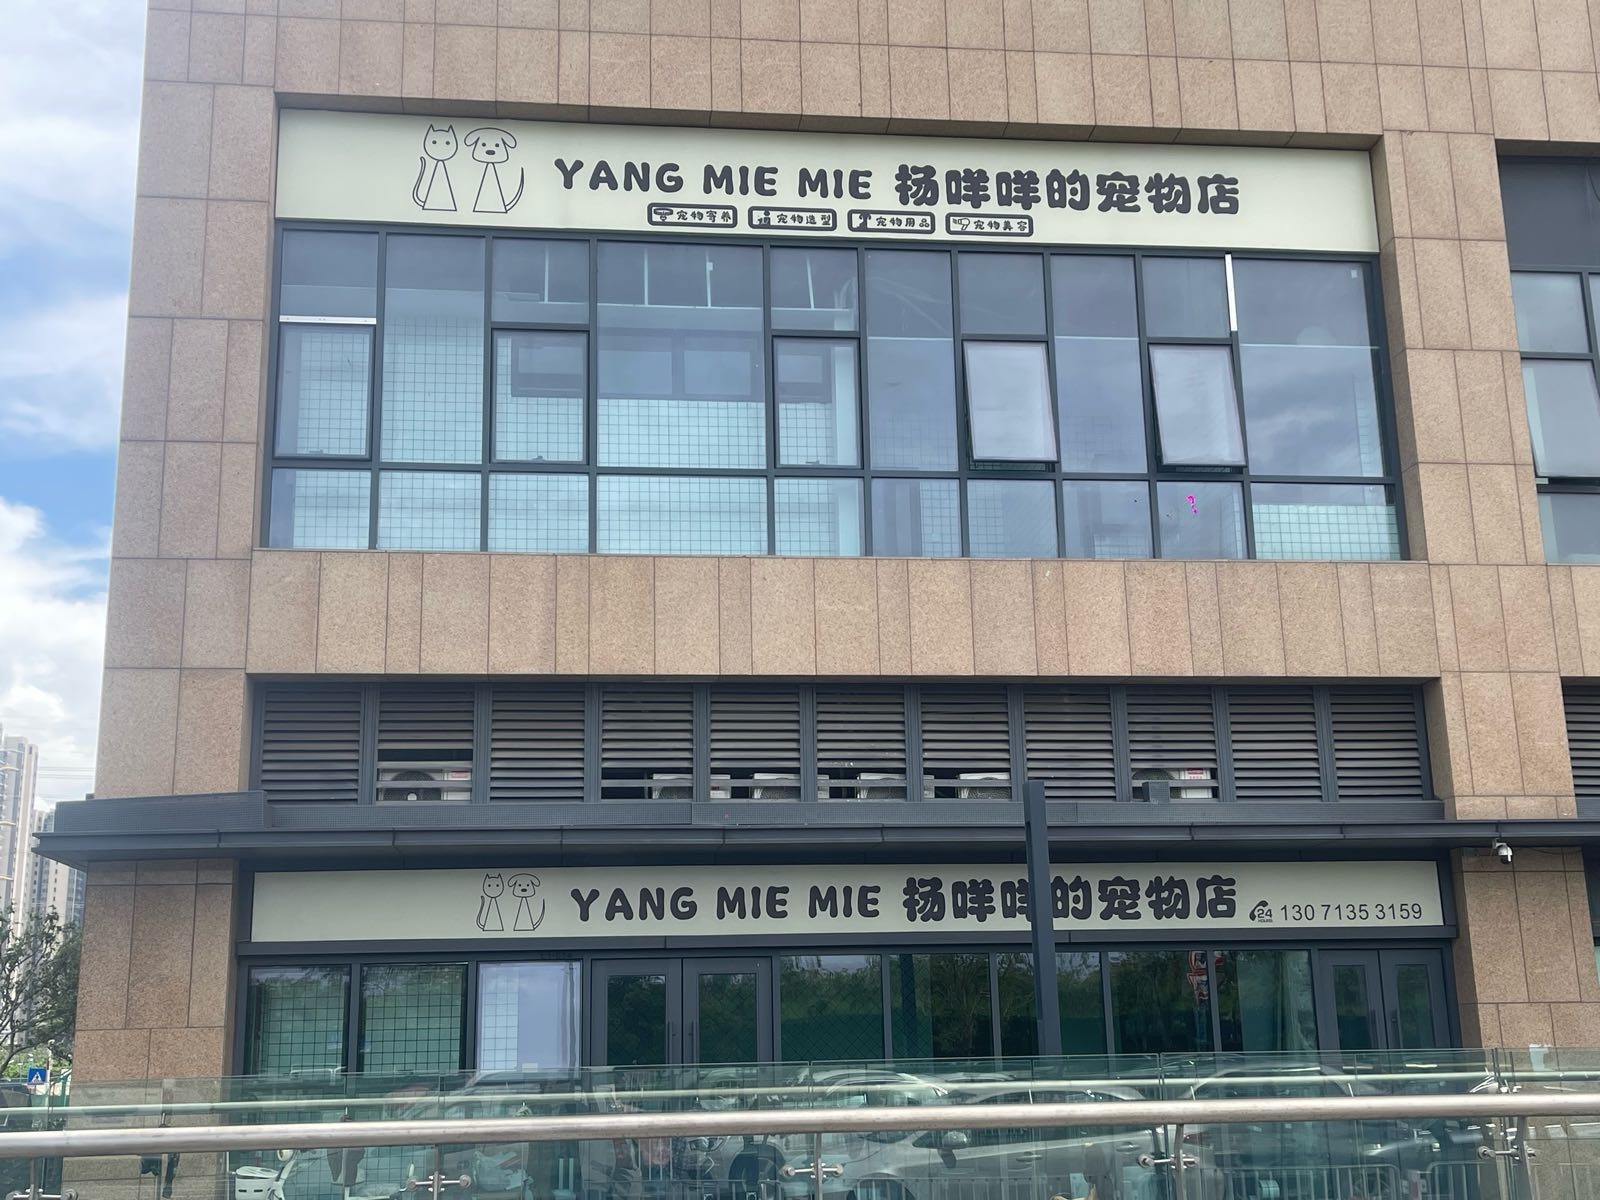 YANG MIE MIE 杨咩咩的宠物店
宠物寄养 宠物造型 宠物用品 宠物美容
YANG MIE MIE 杨咩咩的宠物店 24 HOURS 130 7135 3159